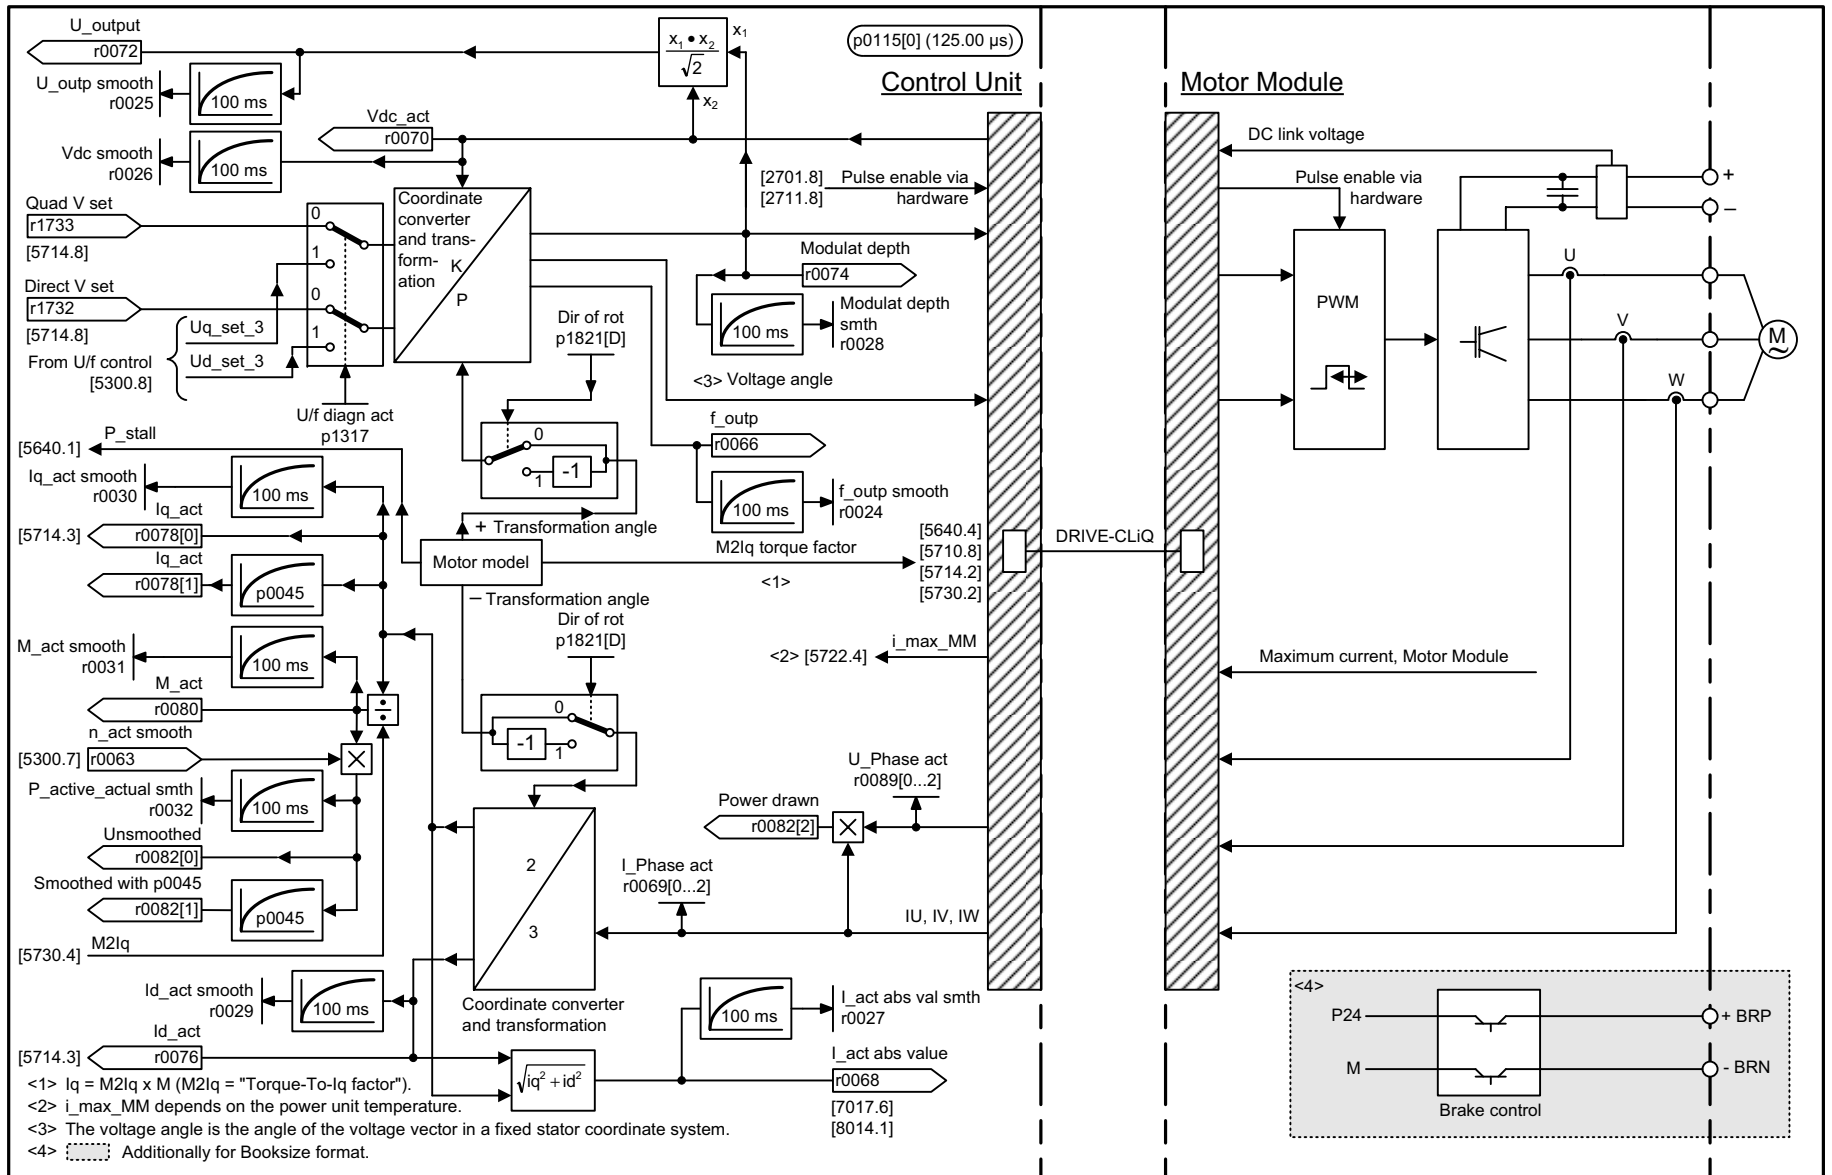 U_output
r0072
x1 • x2
√2
x1
x2
p0115[0] (125.00 µs)
Control Unit
Motor Module
U_outp smooth
r0025
100 ms
Vdc_act
r0070
Vdc smooth
r0026
100 ms
DC link voltage
[2701.8]
[2711.8]
Pulse enable via
hardware
Pulse enable via
hardware
+
–
Quad V set
r1733
[5714.8]
0
1
Coordinate
converter
and trans-
form-
ation
K
P
Direct V set
r1732
[5714.8]
0
1
Uq_set_3
Ud_set_3
From U/f control
[5300.8]
U/f diagn act
p1317
Modulat depth
r0074
100 ms
Modulat depth
smth
r0028
Dir of rot
p1821[D]
<3> Voltage angle
PWM
U
V
W
M
~
P_stall
[5640.1]
f_outp
r0066
0
1
-1
Iq_act smooth
r0030
100 ms
100 ms
f_outp smooth
r0024
Iq_act
[5714.3]
r0078[0]
+ Transformation angle
M2Iq torque factor
<1>
[5640.4]
[5710.8]
[5714.2]
[5730.2]
DRIVE-CLiQ
Iq_act
r0078[1]
p0045
Motor model
– Transformation angle
Dir of rot
p1821[D]
M_act smooth
r0031
100 ms
<2> [5722.4]
i_max_MM
Maximum current, Motor Module
M_act
r0080
÷
0
-1
1
n_act smooth
[5300.7]
r0063
×
P_active_actual smth
r0032
100 ms
U_Phase act
r0089[0...2]
Power drawn
r0082[2]
×
Unsmoothed
r0082[0]
Smoothed with p0045
r0082[1]
p0045
2
3
I_Phase act
r0069[0...2]
IU, IV, IW
M2Iq
[5730.4]
Id_act smooth
r0029
100 ms
Coordinate converter
and transformation
100 ms
I_act abs val smth
r0027
Id_act
[5714.3]
r0076
√iq² + id²
I_act abs value
r0068
[7017.6]
[8014.1]
<4>
P24
+ BRP
M
- BRN
Brake control
<1> Iq = M2Iq x M (M2Iq = "Torque-To-Iq factor").
<2> i_max_MM depends on the power unit temperature.
<3> The voltage angle is the angle of the voltage vector in a fixed stator coordinate system.
<4> Additionally for Booksize format.